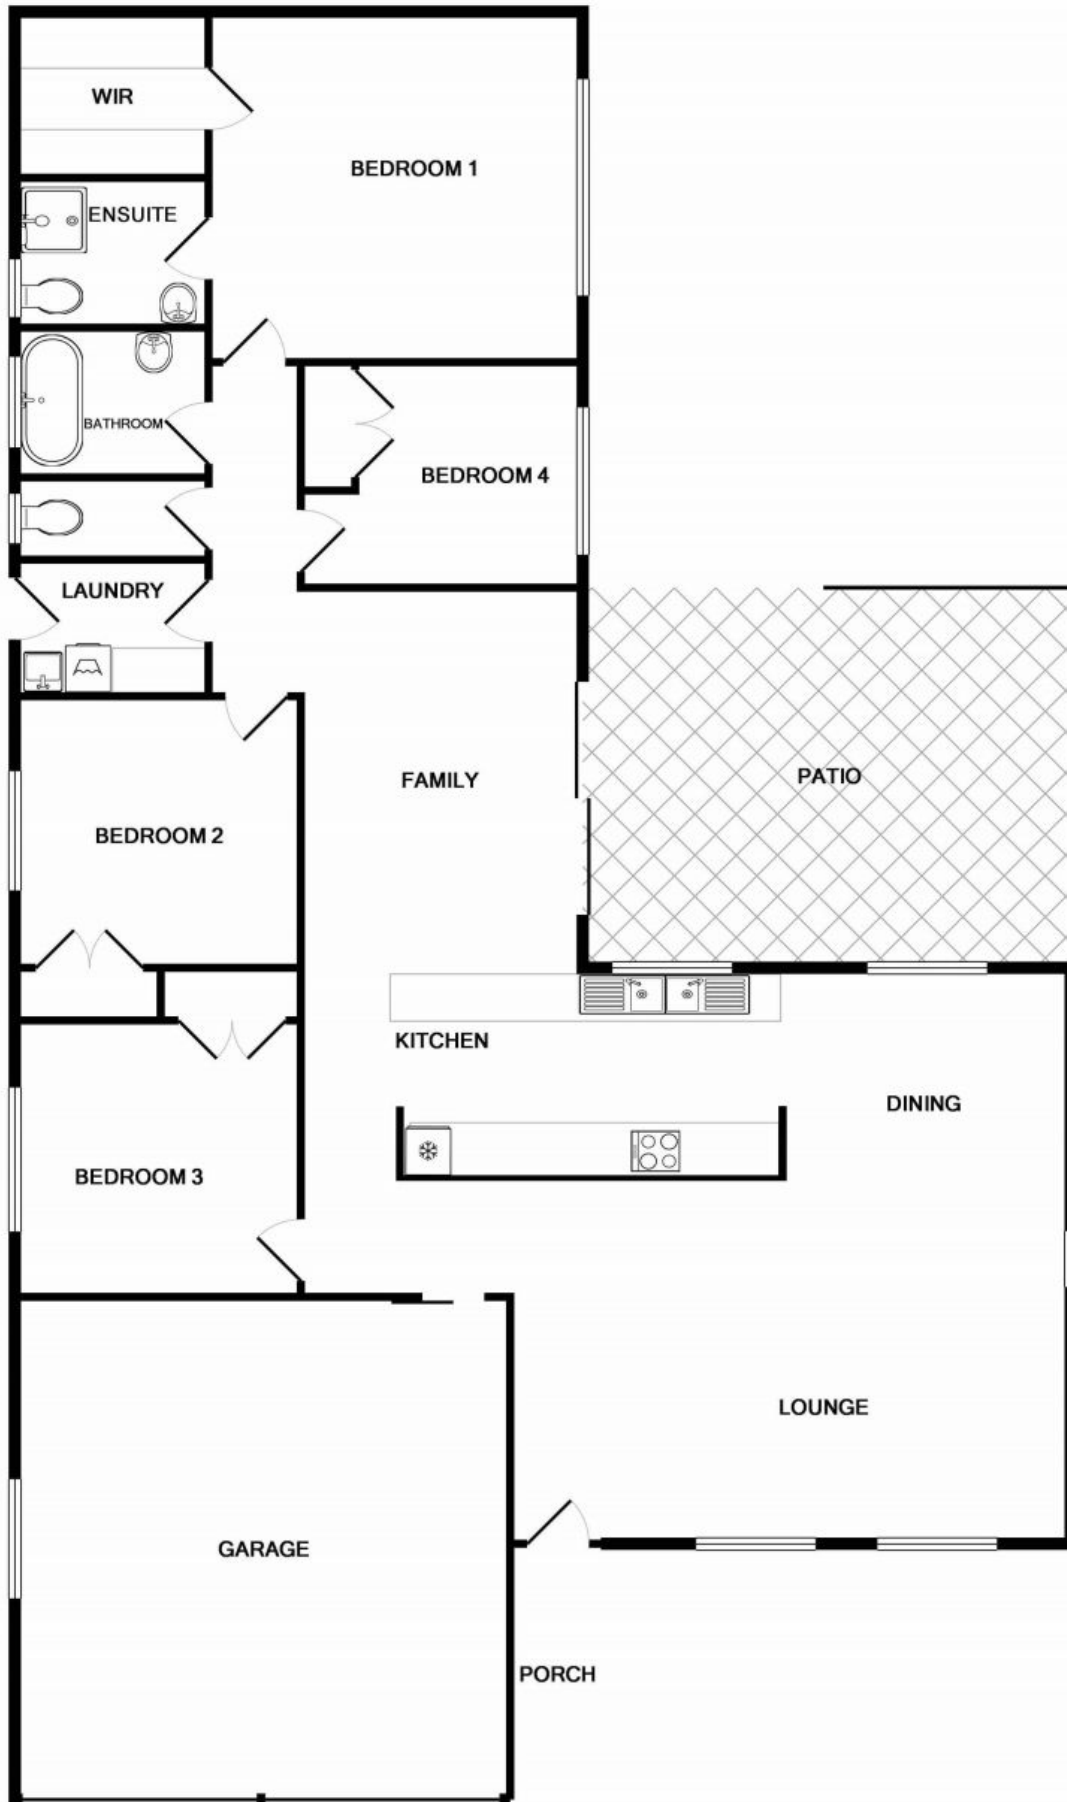 WIR
BEDROOM 1
ENSUITE
BATHROOM
BEDROOM 4
LAUNDRY
FAMILY
PATIO
BEDROOM 2
KITCHEN
DINING
BEDROOM 3
LOUNGE
GARAGE
PORCH